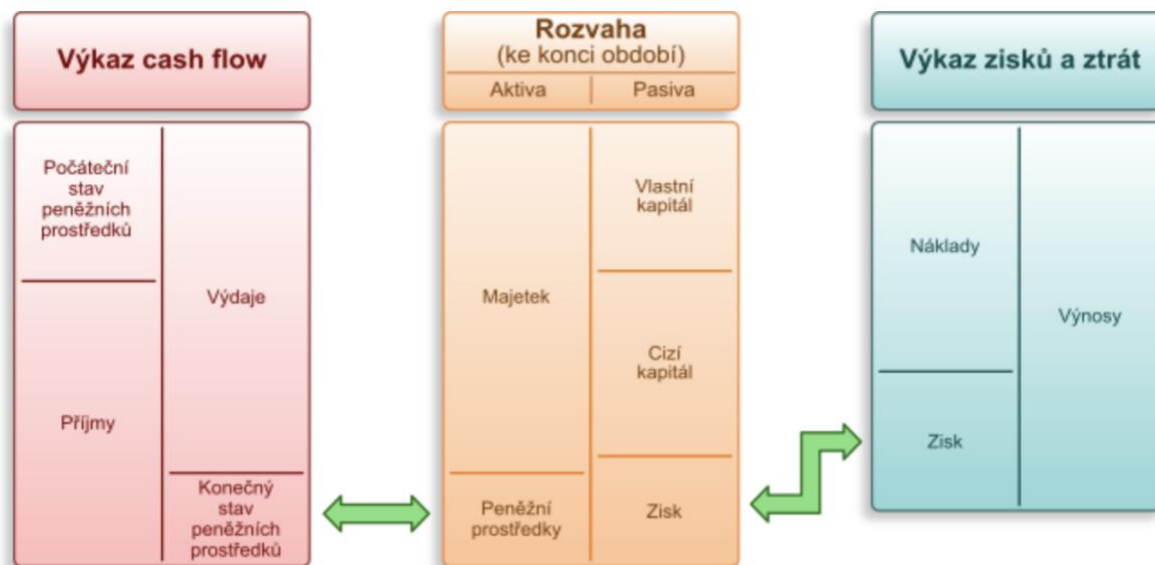 Výkaz cash flow
Počáteční
stav
peněžních
prostředků
Výdaje
Příjmy
Konečný
stav
peněžních
prostředků
Rozvaha
(ke konci období)
Aktiva
Pasiva
Majetek
Vlastní
kapitál
Cizí
kapitál
Peněžní
prostředky
Zisk
Výkaz zisků a ztrát
Náklady
Výnosy
Zisk